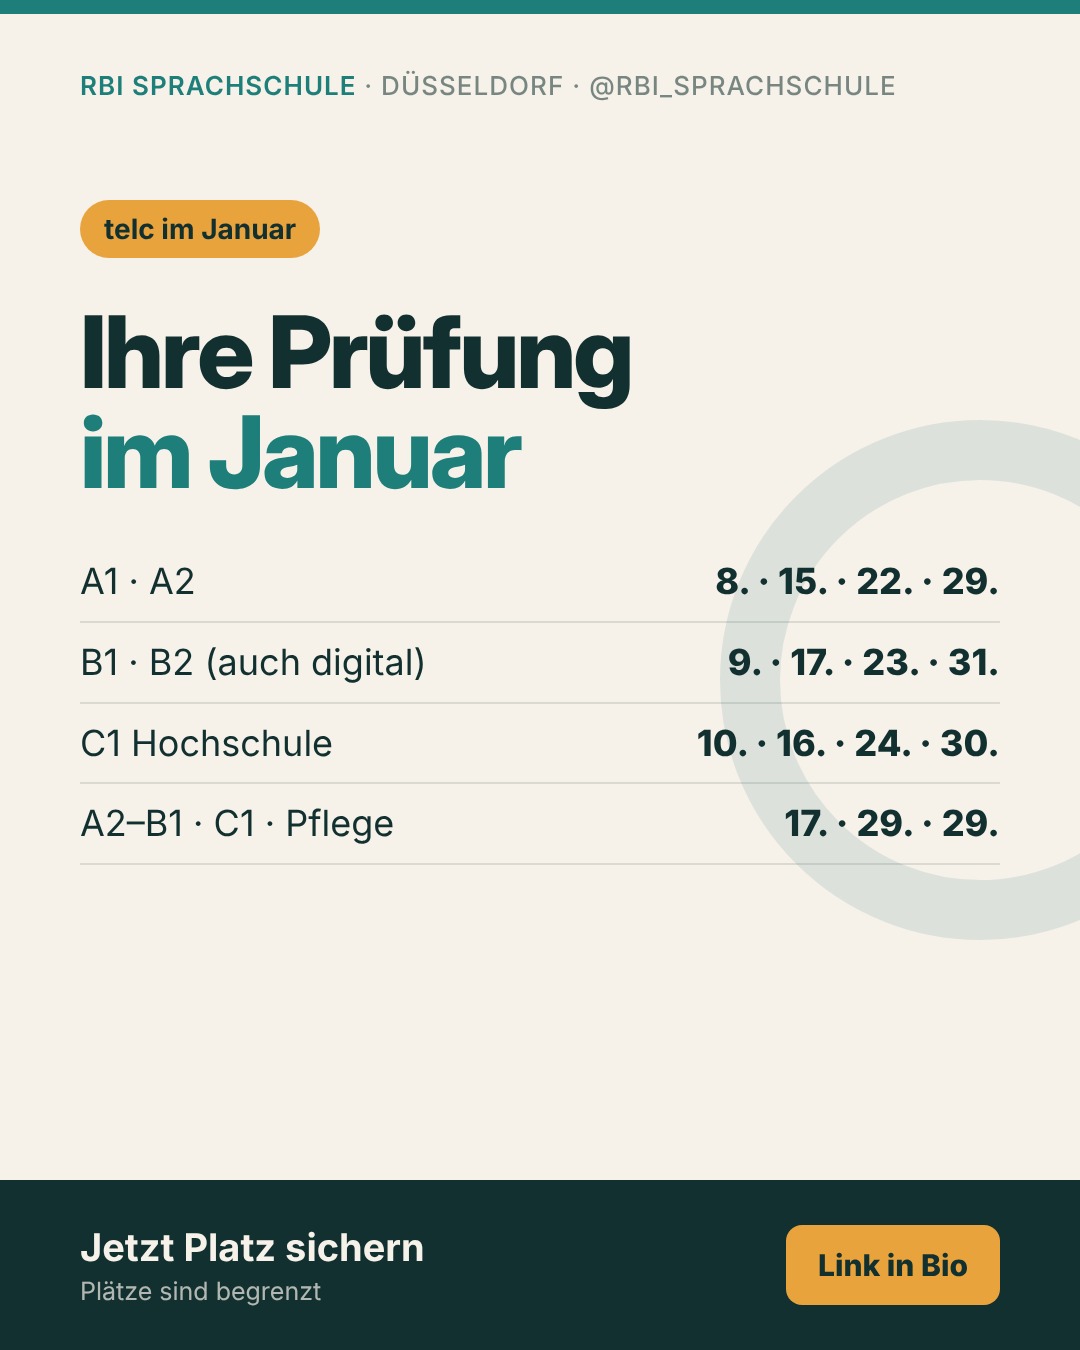 RBI SPRACHSCHULE · DÜSSELDORF · @RBI_SPRACHSCHULE
telc im Januar
Ihre Prüfung
im Januar
A1 · A2 8. · 15. · 22. · 29.
B1 · B2 (auch digital) 9. · 17. · 23. · 31.
C1 Hochschule 10. · 16. · 24. · 30.
A2–B1 · C1 · Pflege 17. · 29. · 29.
Jetzt Platz sichern
Plätze sind begrenzt
Link in Bio